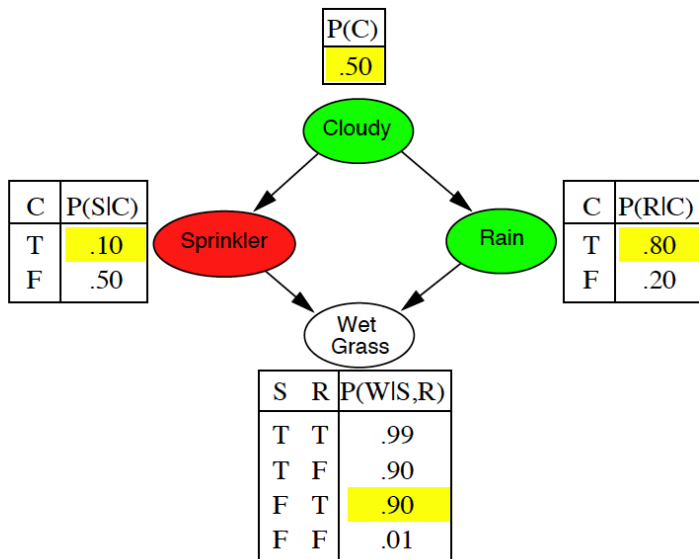 P(C)
.50
Cloudy
C P(S|C)
T .10
F .50
Sprinkler
Rain
C P(R|C)
T .80
F .20
Wet
Grass
S R P(W|S,R)
T T .99
T F .90
F T .90
F F .01